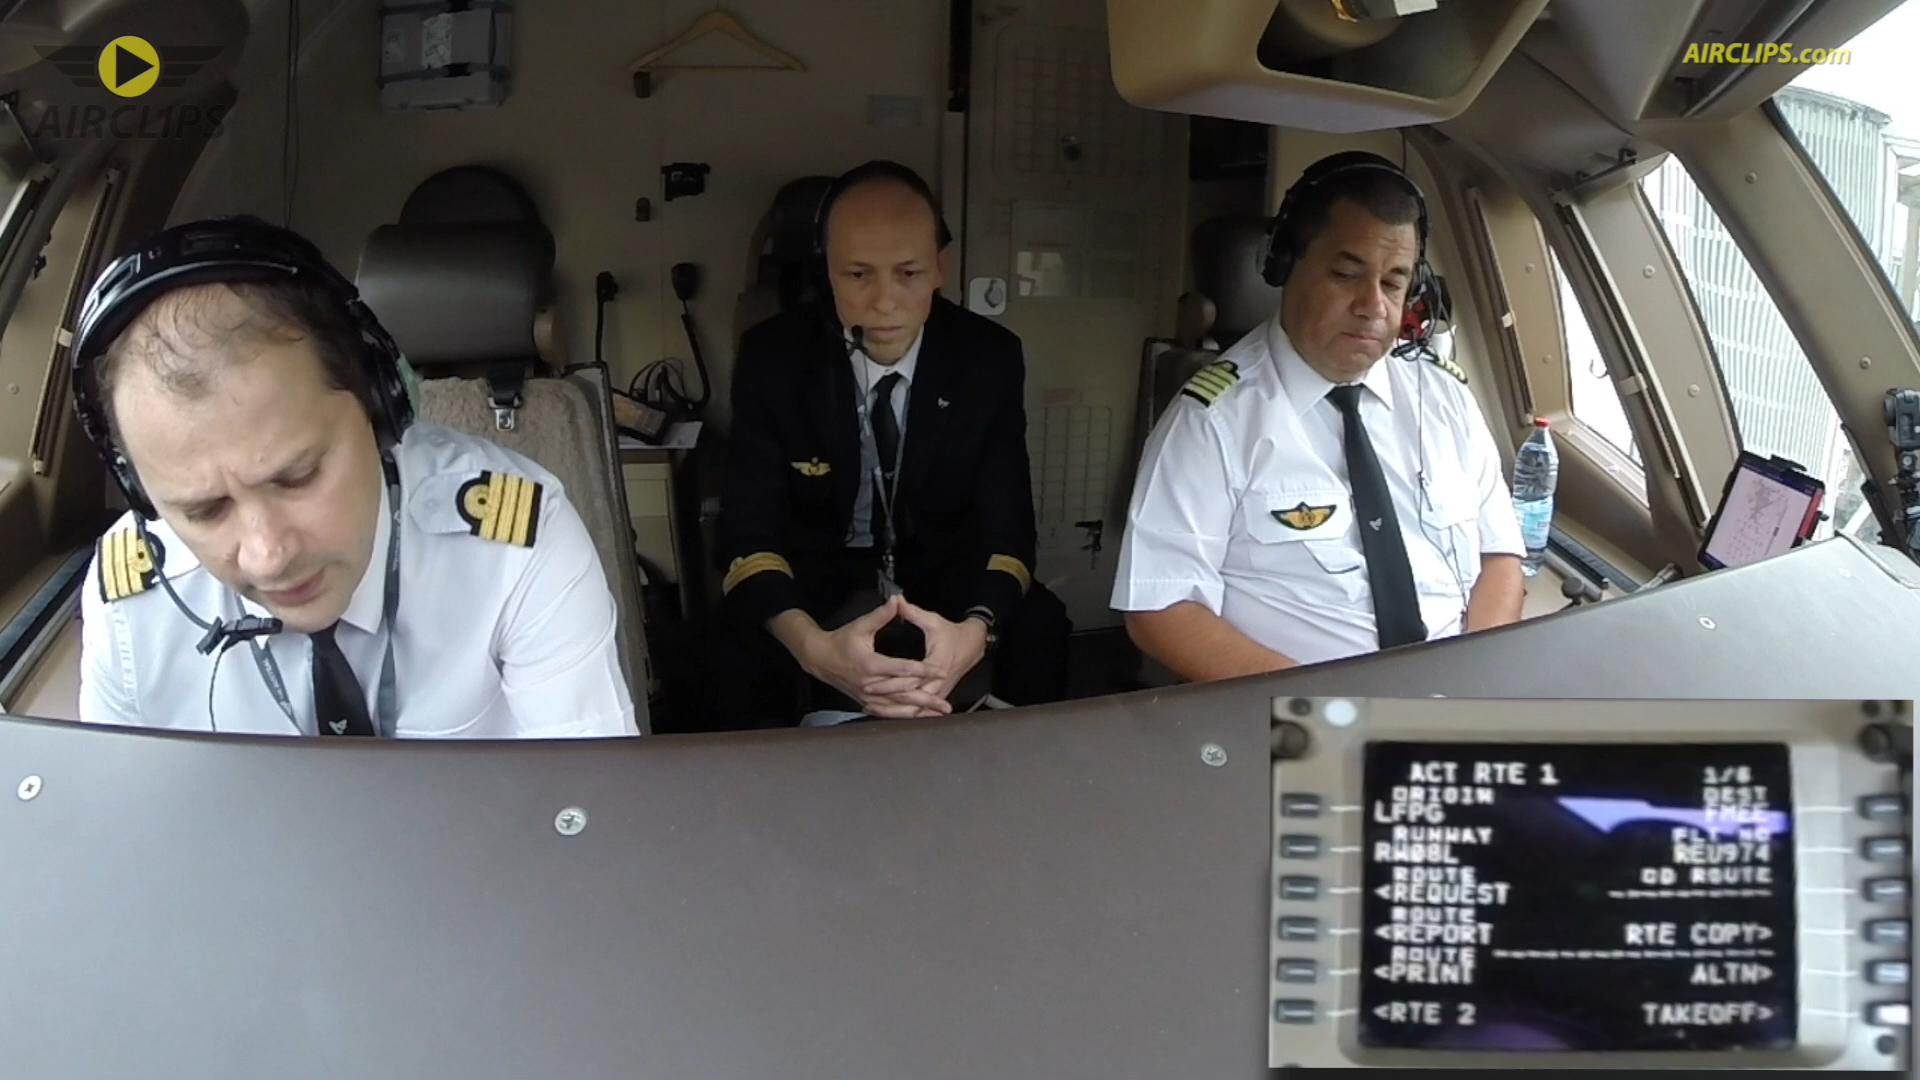 AIRCLIPS
AIRCLIPS.com
ACT RTE 1 1/6
ORIGIN DEST
LFPG FMEE
RUNWAY FLT NO
RW08L REU974
ROUTE CO ROUTE
<REQUEST ----------
ROUTE
<REPORT RTE COPY>
ROUTE ----------------
<PRINT ALTN>
<RTE 2 TAKEOFF>